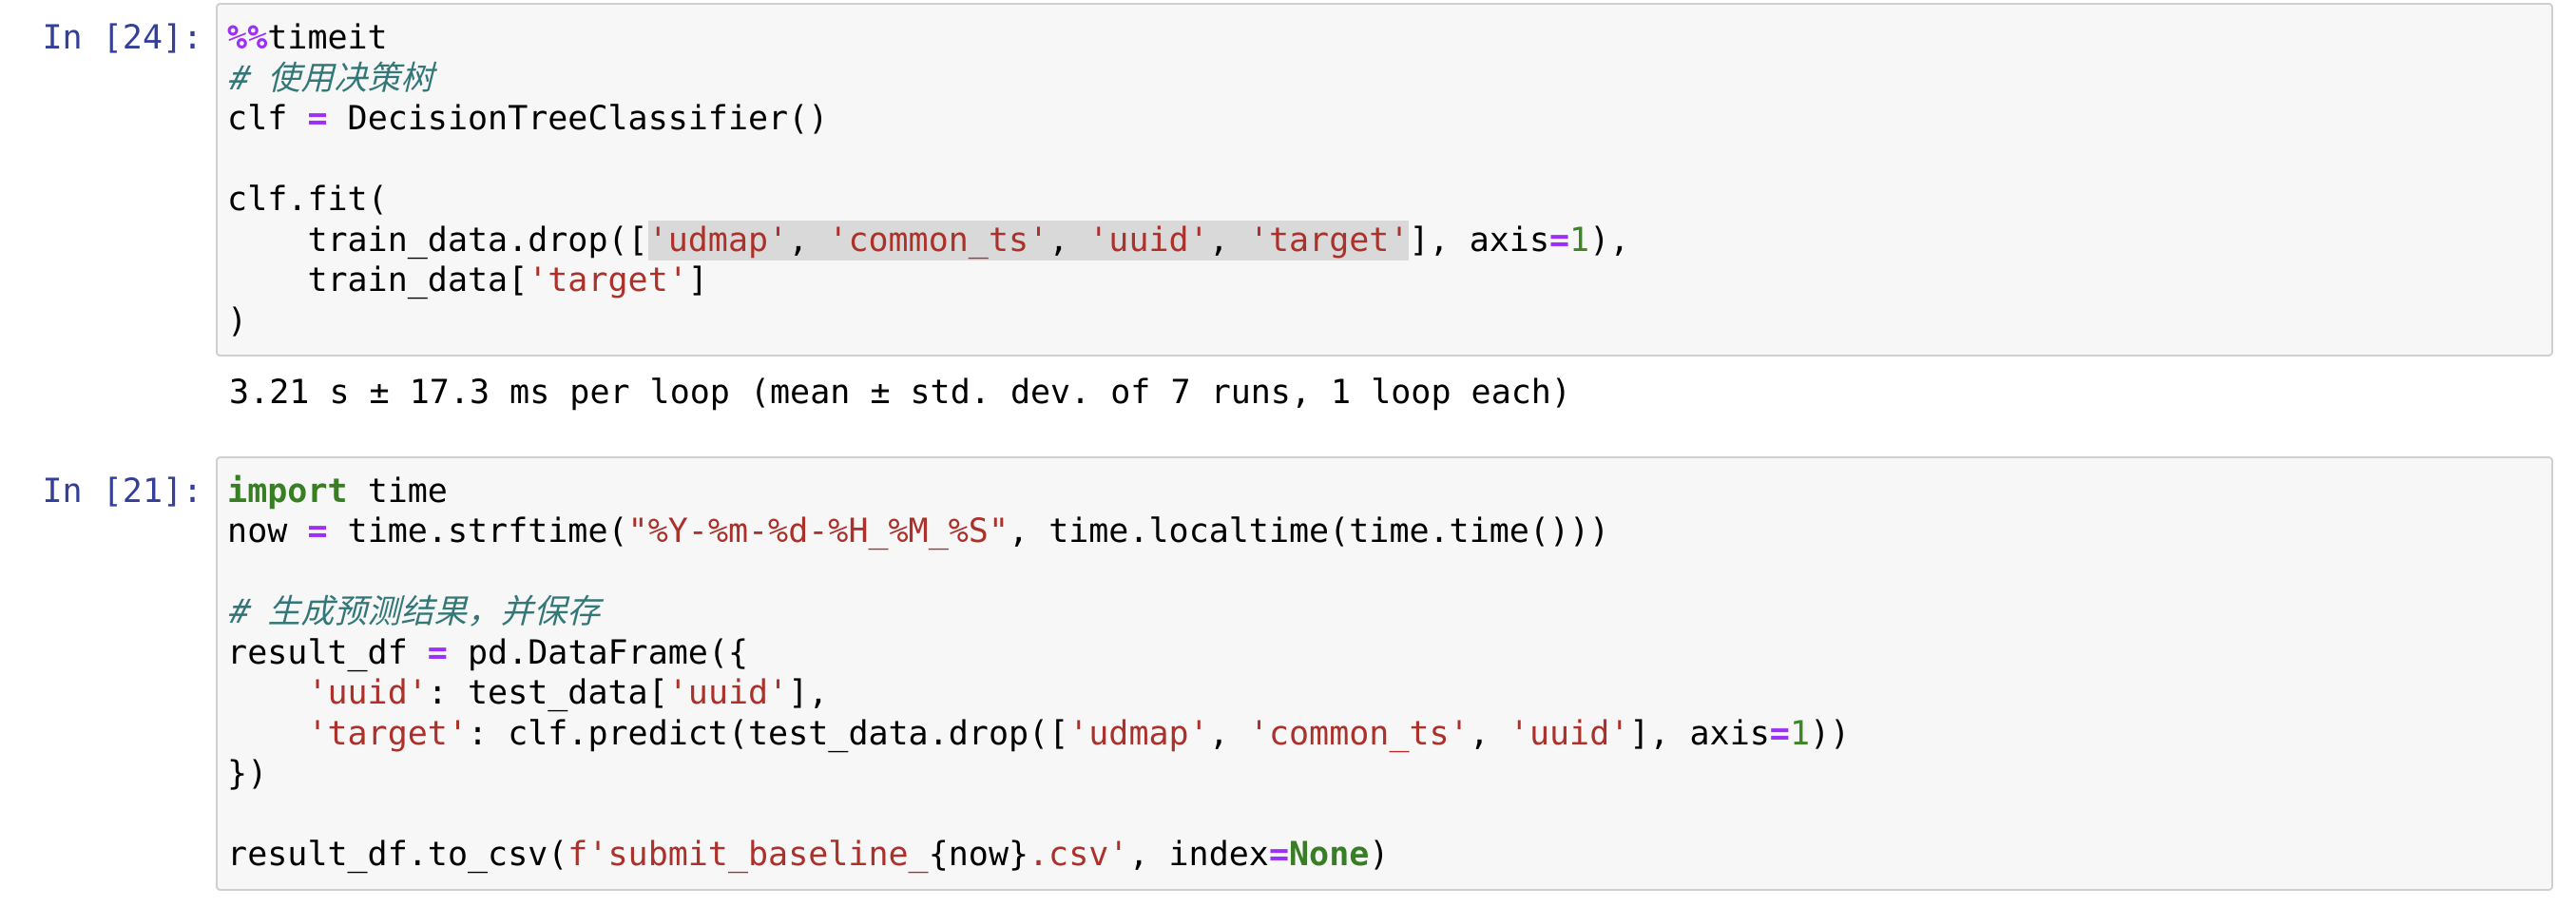 In [24]:
%%timeit
# 使用决策树
clf = DecisionTreeClassifier()
clf.fit(
    train_data.drop(['udmap', 'common_ts', 'uuid', 'target'], axis=1),
    train_data['target']
)
3.21 s ± 17.3 ms per loop (mean ± std. dev. of 7 runs, 1 loop each)
In [21]:
import time
now = time.strftime("%Y-%m-%d-%H_%M_%S", time.localtime(time.time()))
# 生成预测结果，并保存
result_df = pd.DataFrame({
    'uuid': test_data['uuid'],
    'target': clf.predict(test_data.drop(['udmap', 'common_ts', 'uuid'], axis=1))
})
result_df.to_csv(f'submit_baseline_{now}.csv', index=None)